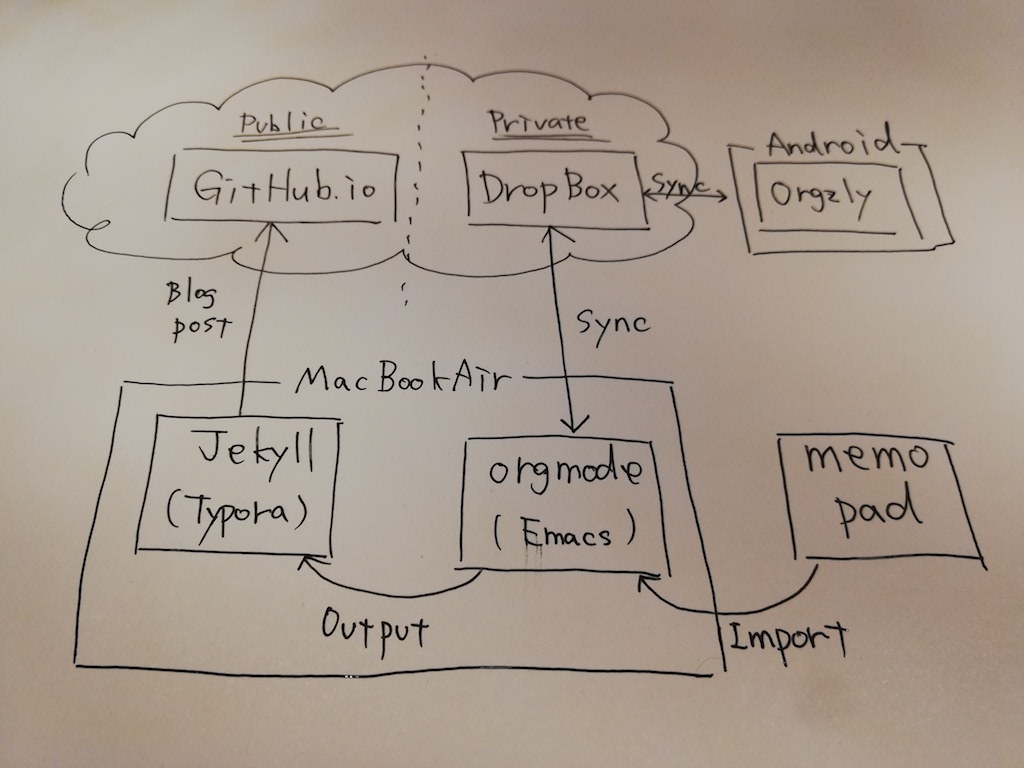 Public
Private
GitHub.io
DropBox
Sync
Android
Orgzly
Blog
post
Sync
MacBookAir
Jekyll
(Typora)
orgmode
(Emacs)
memo
pad
Output
Import